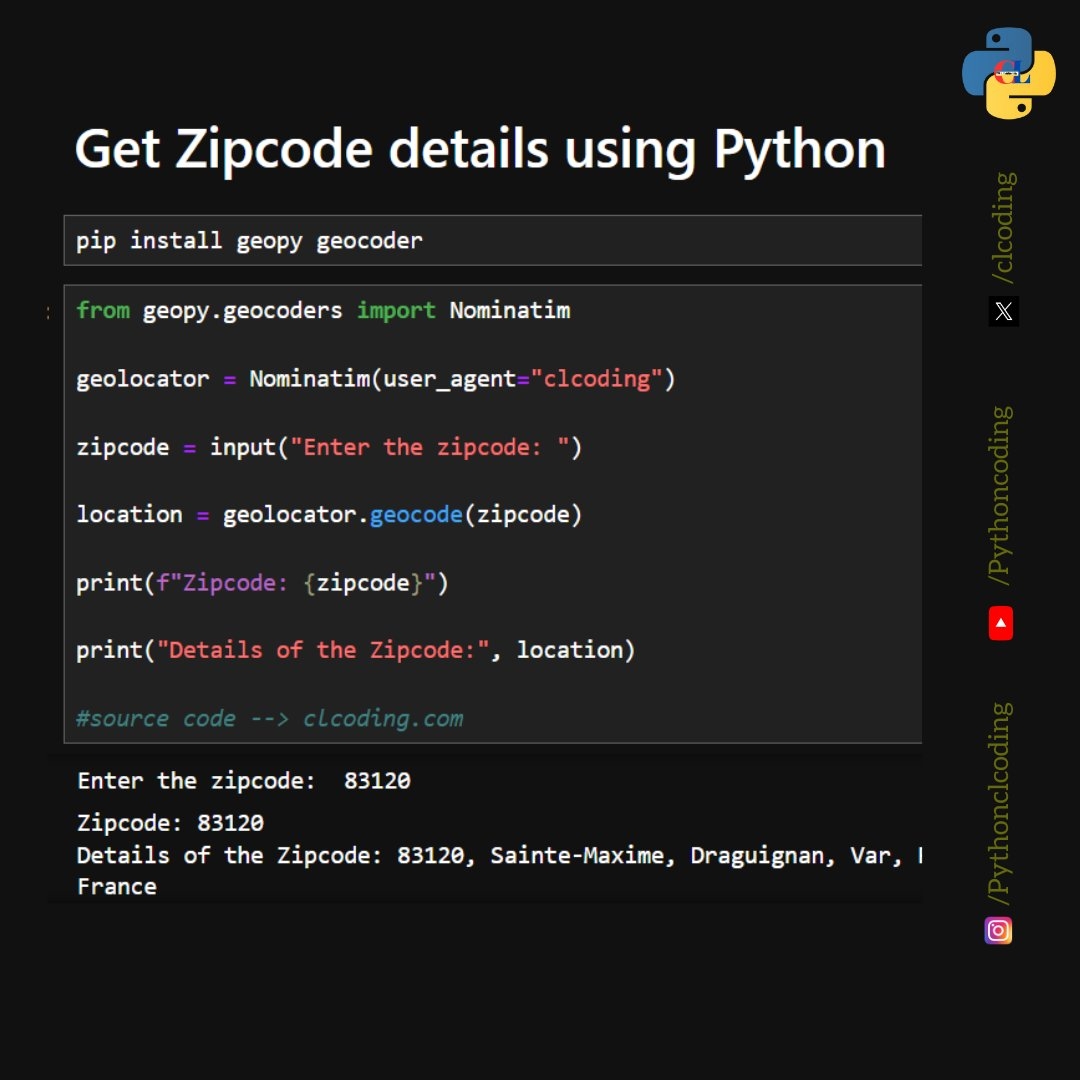 Get Zipcode details using Python
pip install geopy geocoder
from geopy.geocoders import Nominatim
geolocator = Nominatim(user_agent="clcoding")
zipcode = input("Enter the zipcode: ")
location = geolocator.geocode(zipcode)
print(f"Zipcode: {zipcode}")
print("Details of the Zipcode:", location)
#source code --> clcoding.com
Enter the zipcode:  83120
Zipcode: 83120
Details of the Zipcode: 83120, Sainte-Maxime, Draguignan, Var,
France
CL
/clcoding
/Pythoncoding
/Pythonclcoding